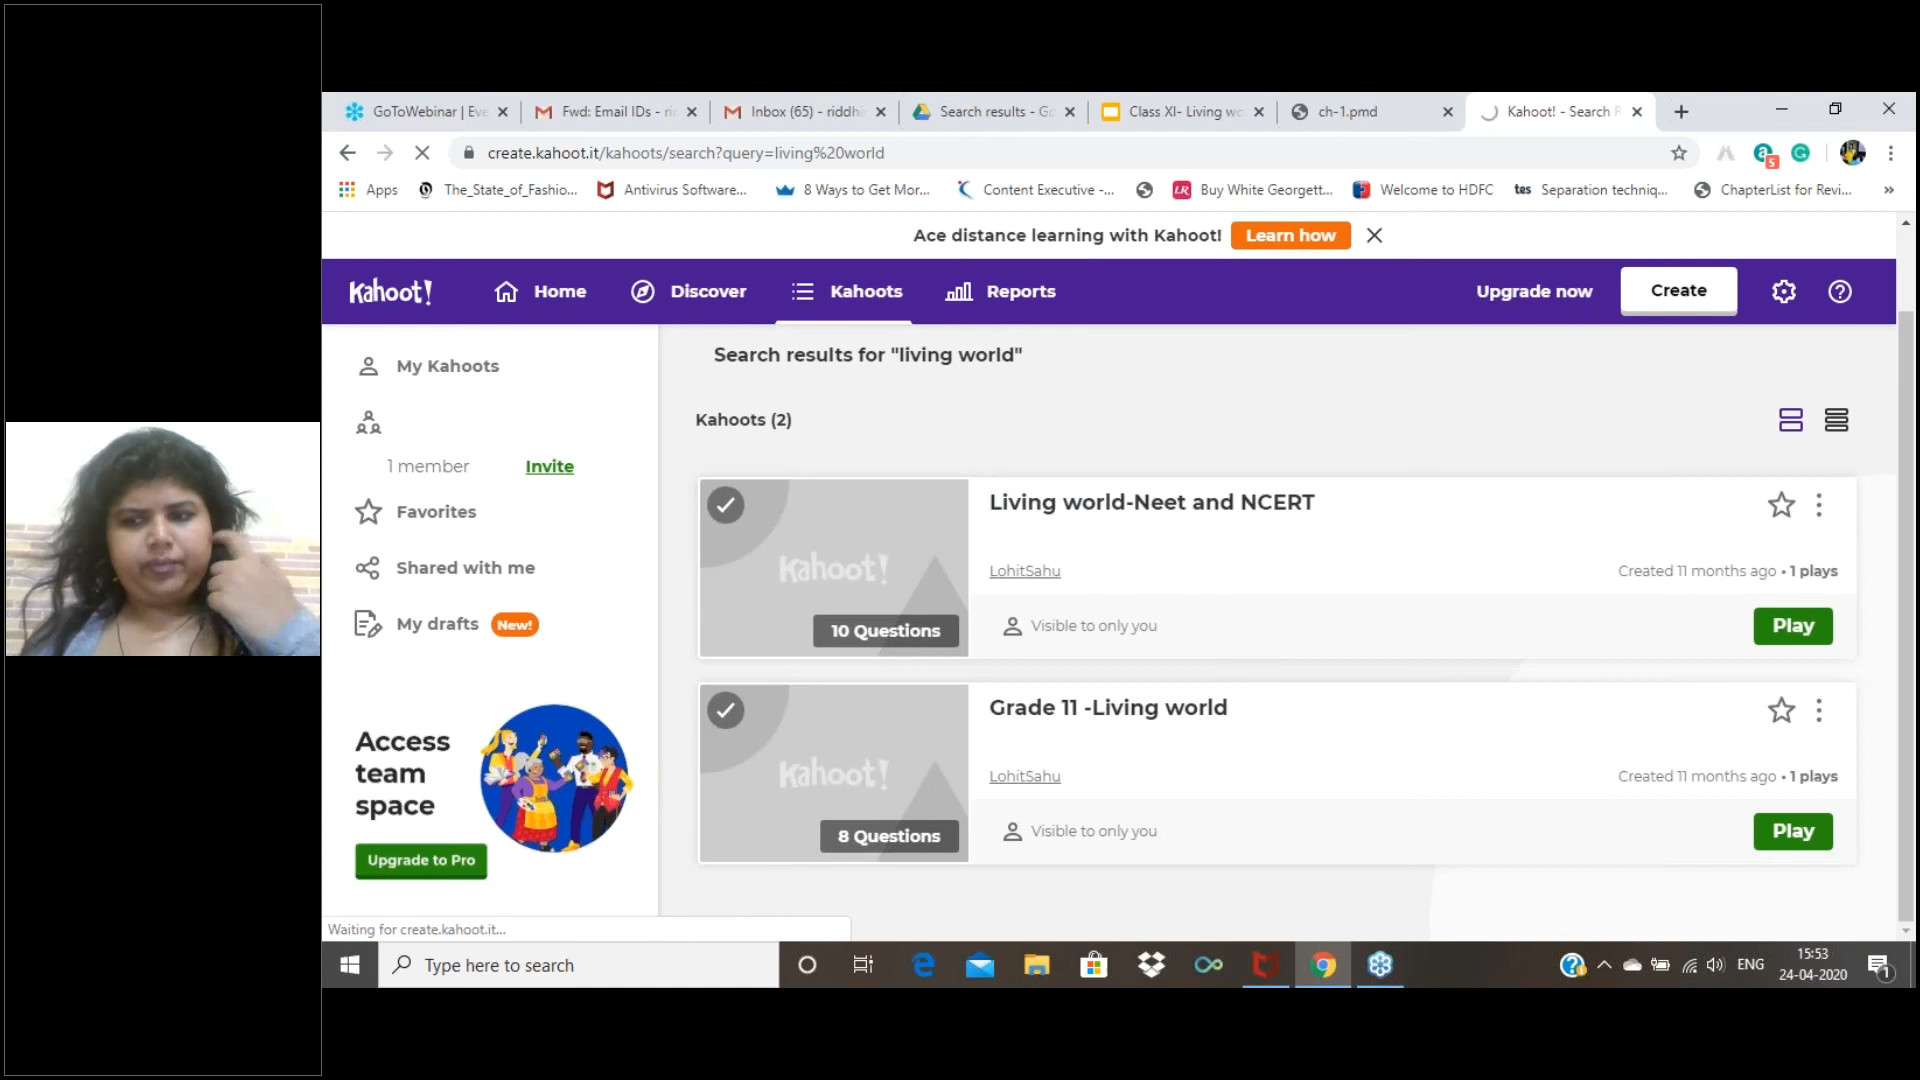 GoToWebinar | Eve
Fwd: Email IDs - ri
Inbox (65) - riddhi
Search results - Go
Class XI- Living wo
ch-1.pmd
Kahoot! - Search R
create.kahoot.it/kahoots/search?query=living%20world
5
Apps
The_State_of_Fashio...
Antivirus Software...
8 Ways to Get Mor...
Content Executive -...
LR
Buy White Georgett...
Welcome to HDFC
tes
Separation techniq...
ChapterList for Revi...
»
Ace distance learning with Kahoot!
Learn how
Kahoot!
Home
Discover
Kahoots
Reports
Upgrade now
Create
My Kahoots
1 member
Invite
Favorites
Shared with me
My drafts
New!
Access
team
space
Upgrade to Pro
Search results for "living world"
Kahoots (2)
Kahoot!
10 Questions
Living world-Neet and NCERT
LohitSahu
Created 11 months ago • 1 plays
Visible to only you
Play
Kahoot!
8 Questions
Grade 11 -Living world
LohitSahu
Created 11 months ago • 1 plays
Visible to only you
Play
Waiting for create.kahoot.it...
Type here to search
ENG
15:53
24-04-2020
1